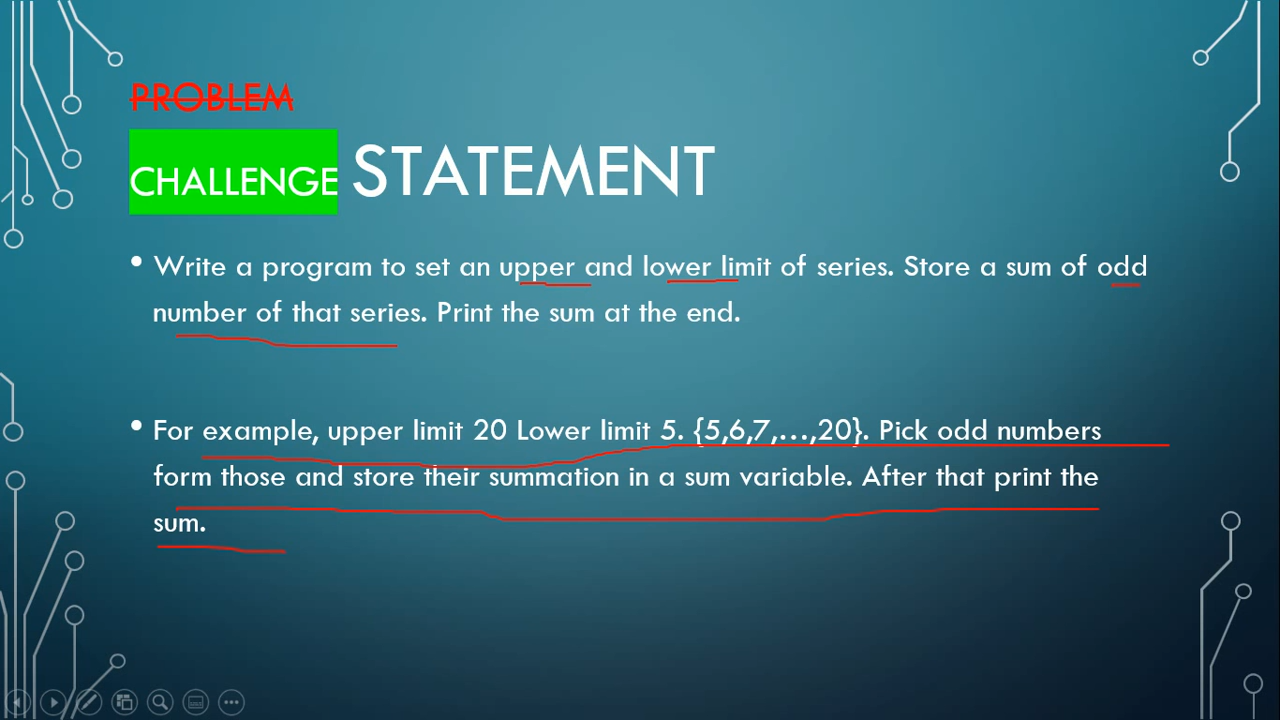 PROBLEM
CHALLENGE STATEMENT
• Write a program to set an upper and lower limit of series. Store a sum of odd
number of that series. Print the sum at the end.
• For example, upper limit 20 Lower limit 5. {5,6,7,...,20}. Pick odd numbers
form those and store their summation in a sum variable. After that print the
sum.